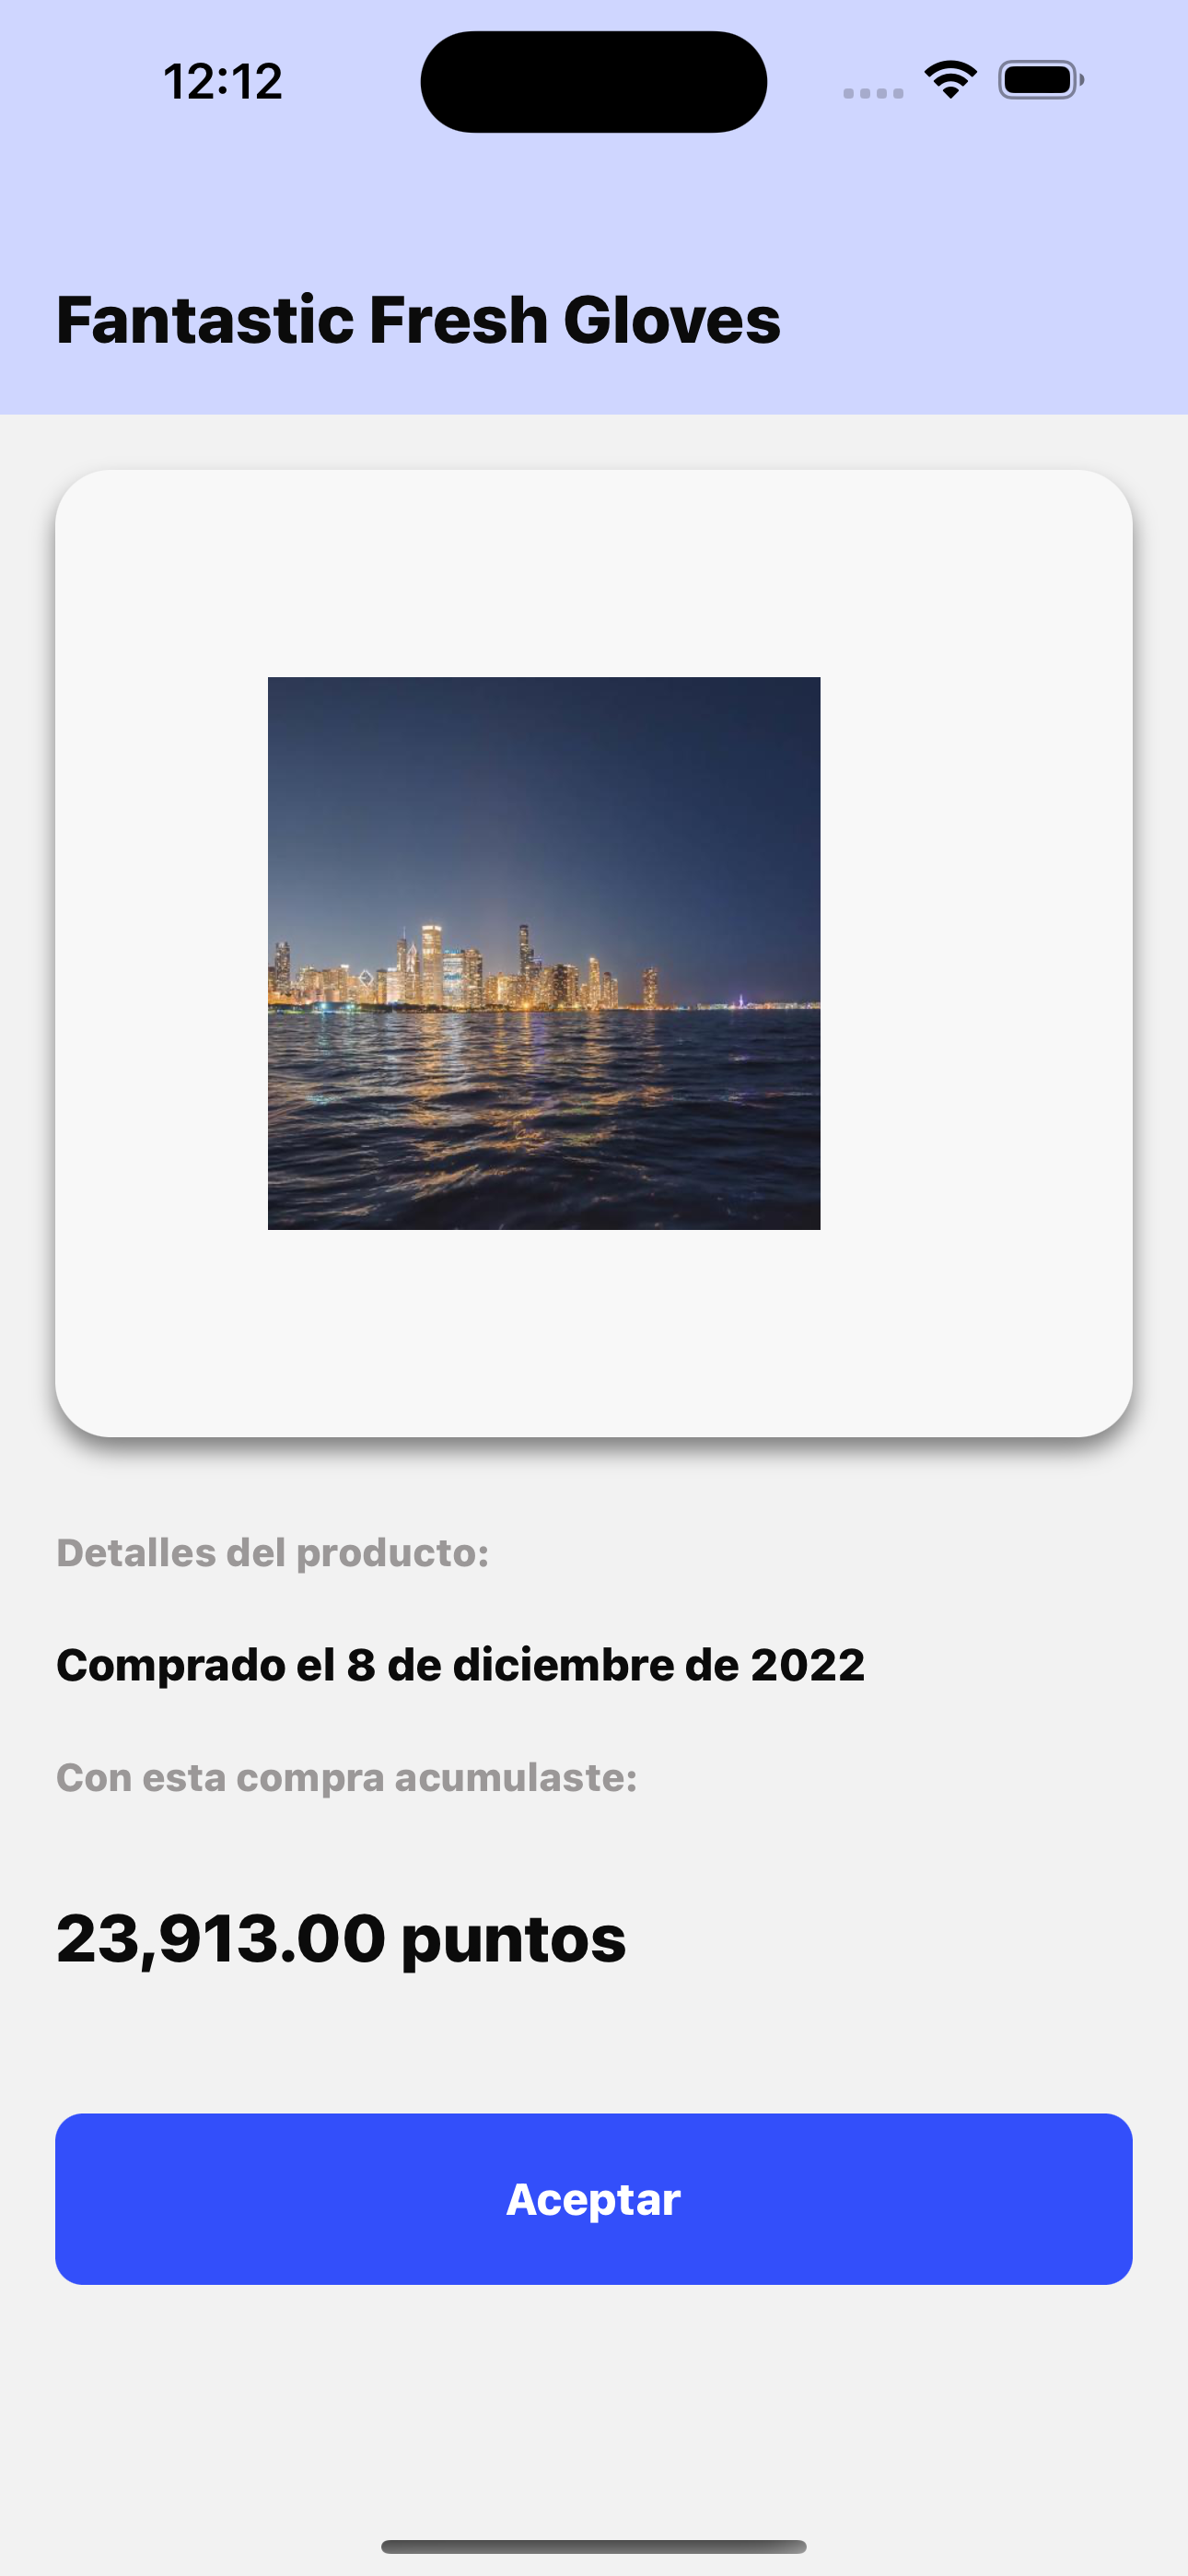 12:12
Fantastic Fresh Gloves
Detalles del producto:
Comprado el 8 de diciembre de 2022
Con esta compra acumulaste:
23,913.00 puntos
Aceptar